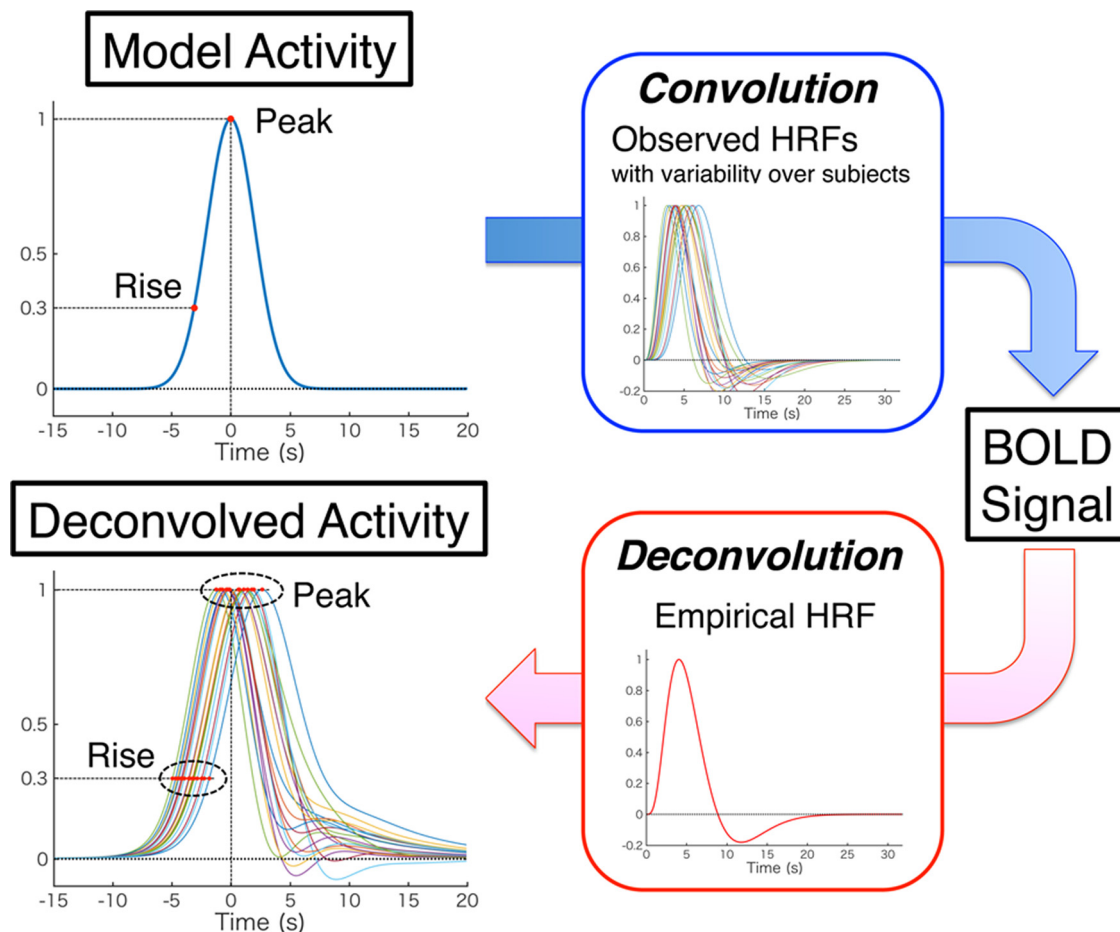 Model Activity
1
Peak
0.5
Rise
0.3
0
-15 -10 -5 0 5 10 15 20
Time (s)
Convolution
Observed HRFs
with variability over subjects
1
0.8
0.6
0.4
0.2
0
-0.2
0 5 10 15 20 25 30
Time (s)
BOLD
Signal
Deconvolution
Empirical HRF
1
0.8
0.6
0.4
0.2
0
-0.2
0 5 10 15 20 25 30
Time (s)
Deconvolved Activity
1
Peak
0.5
Rise
0.3
0
-15 -10 -5 0 5 10 15 20
Time (s)